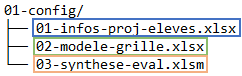 01-config/
├── 01-infos-proj-eleves.xlsx
├── 02-modele-grille.xlsx
└── 03-synthese-eval.xlsm